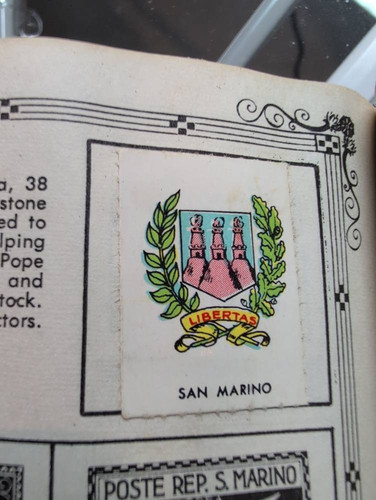 a, 38
stone
ed to
lping
Pope
and
tock.
ctors.
LIBERTAS
SAN MARINO
POSTE REP. S. MARINO